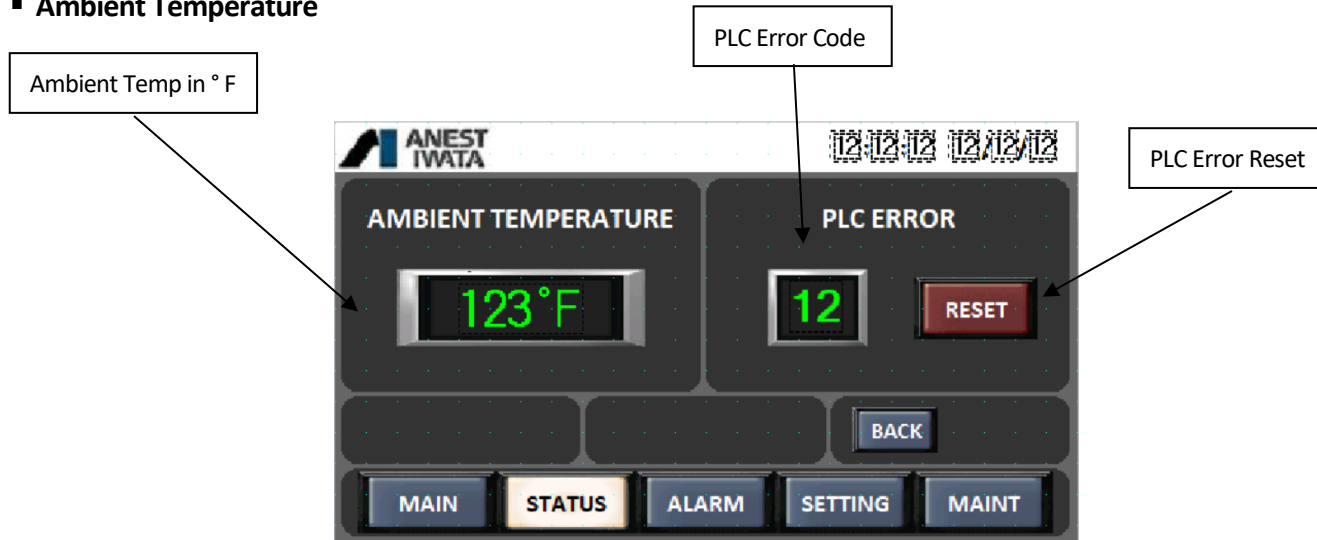 ▪ Ambient Temperature
PLC Error Code
Ambient Temp in ° F
ANEST
IWATA
12:12:12 12/12/12
PLC Error Reset
AMBIENT TEMPERATURE
PLC ERROR
123°F
12
RESET
BACK
MAIN
STATUS
ALARM
SETTING
MAINT